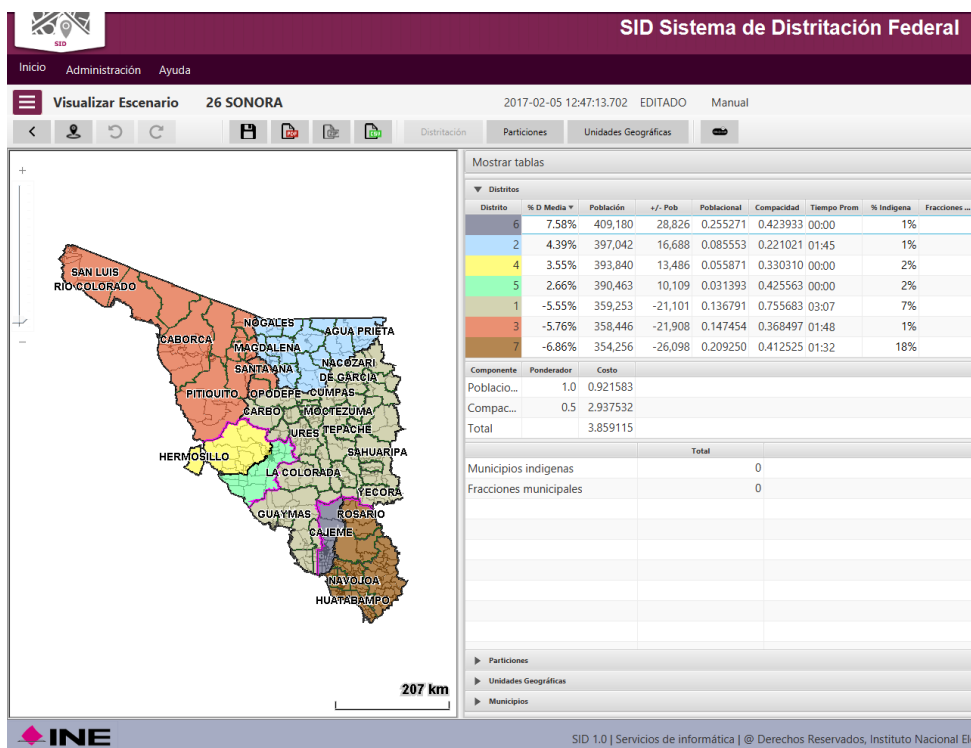 SID
SID Sistema de Distritación Federal
Inicio Administración Ayuda
Visualizar Escenario 26 SONORA 2017-02-05 12:47:13.702 EDITADO Manual
Distritación Particiones Unidades Geográficas
Mostrar tablas
Distritos
Distrito % D Media Población +/- Pob Poblacional Compacidad Tiempo Prom % Indigena Fracciones ...
6 7.58% 409,180 28,826 0.255271 0.423933 00:00 1%
2 4.39% 397,042 16,688 0.085553 0.221021 01:45 1%
4 3.55% 393,840 13,486 0.055871 0.330310 00:00 2%
5 2.66% 390,463 10,109 0.031393 0.425563 00:00 2%
1 -5.55% 359,253 -21,101 0.136791 0.755683 03:07 7%
3 -5.76% 358,446 -21,908 0.147454 0.368497 01:48 1%
7 -6.86% 354,256 -26,098 0.209250 0.412525 01:32 18%
Componente Ponderador Costo
Poblacio... 1.0 0.921583
Compac... 0.5 2.937532
Total 3.859115
Total
Municipios indigenas 0
Fracciones municipales 0
Particiones
Unidades Geográficas
Municipios
SAN LUIS
RIO COLORADO
NOGALES
AGUA PRIETA
CABORCA
MAGDALENA
SANTA ANA
NACOZARI
DE GARCIA
PITIQUITO
OPODEPE
CUMPAS
CARBO
MOCTEZUMA
URES
TEPACHE
HERMOSILLO
SAHUARIPA
LA COLORADA
YECORA
GUAYMAS
ROSARIO
CAJEME
NAVOJOA
HUATABAMPO
207 km
INE
SID 1.0 | Servicios de informática | @ Derechos Reservados, Instituto Nacional El